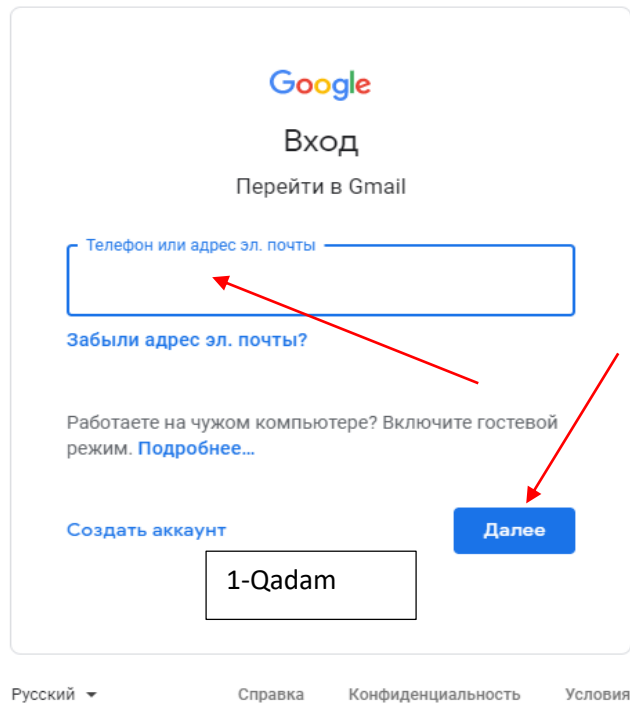 Google
Вход
Перейти в Gmail
Телефон или адрес эл. почты
Забыли адрес эл. почты?
Работаете на чужом компьютере? Включите гостевой
режим. Подробнее...
Создать аккаунт
Далее
1-Qadam
Русский
Справка
Конфиденциальность
Условия